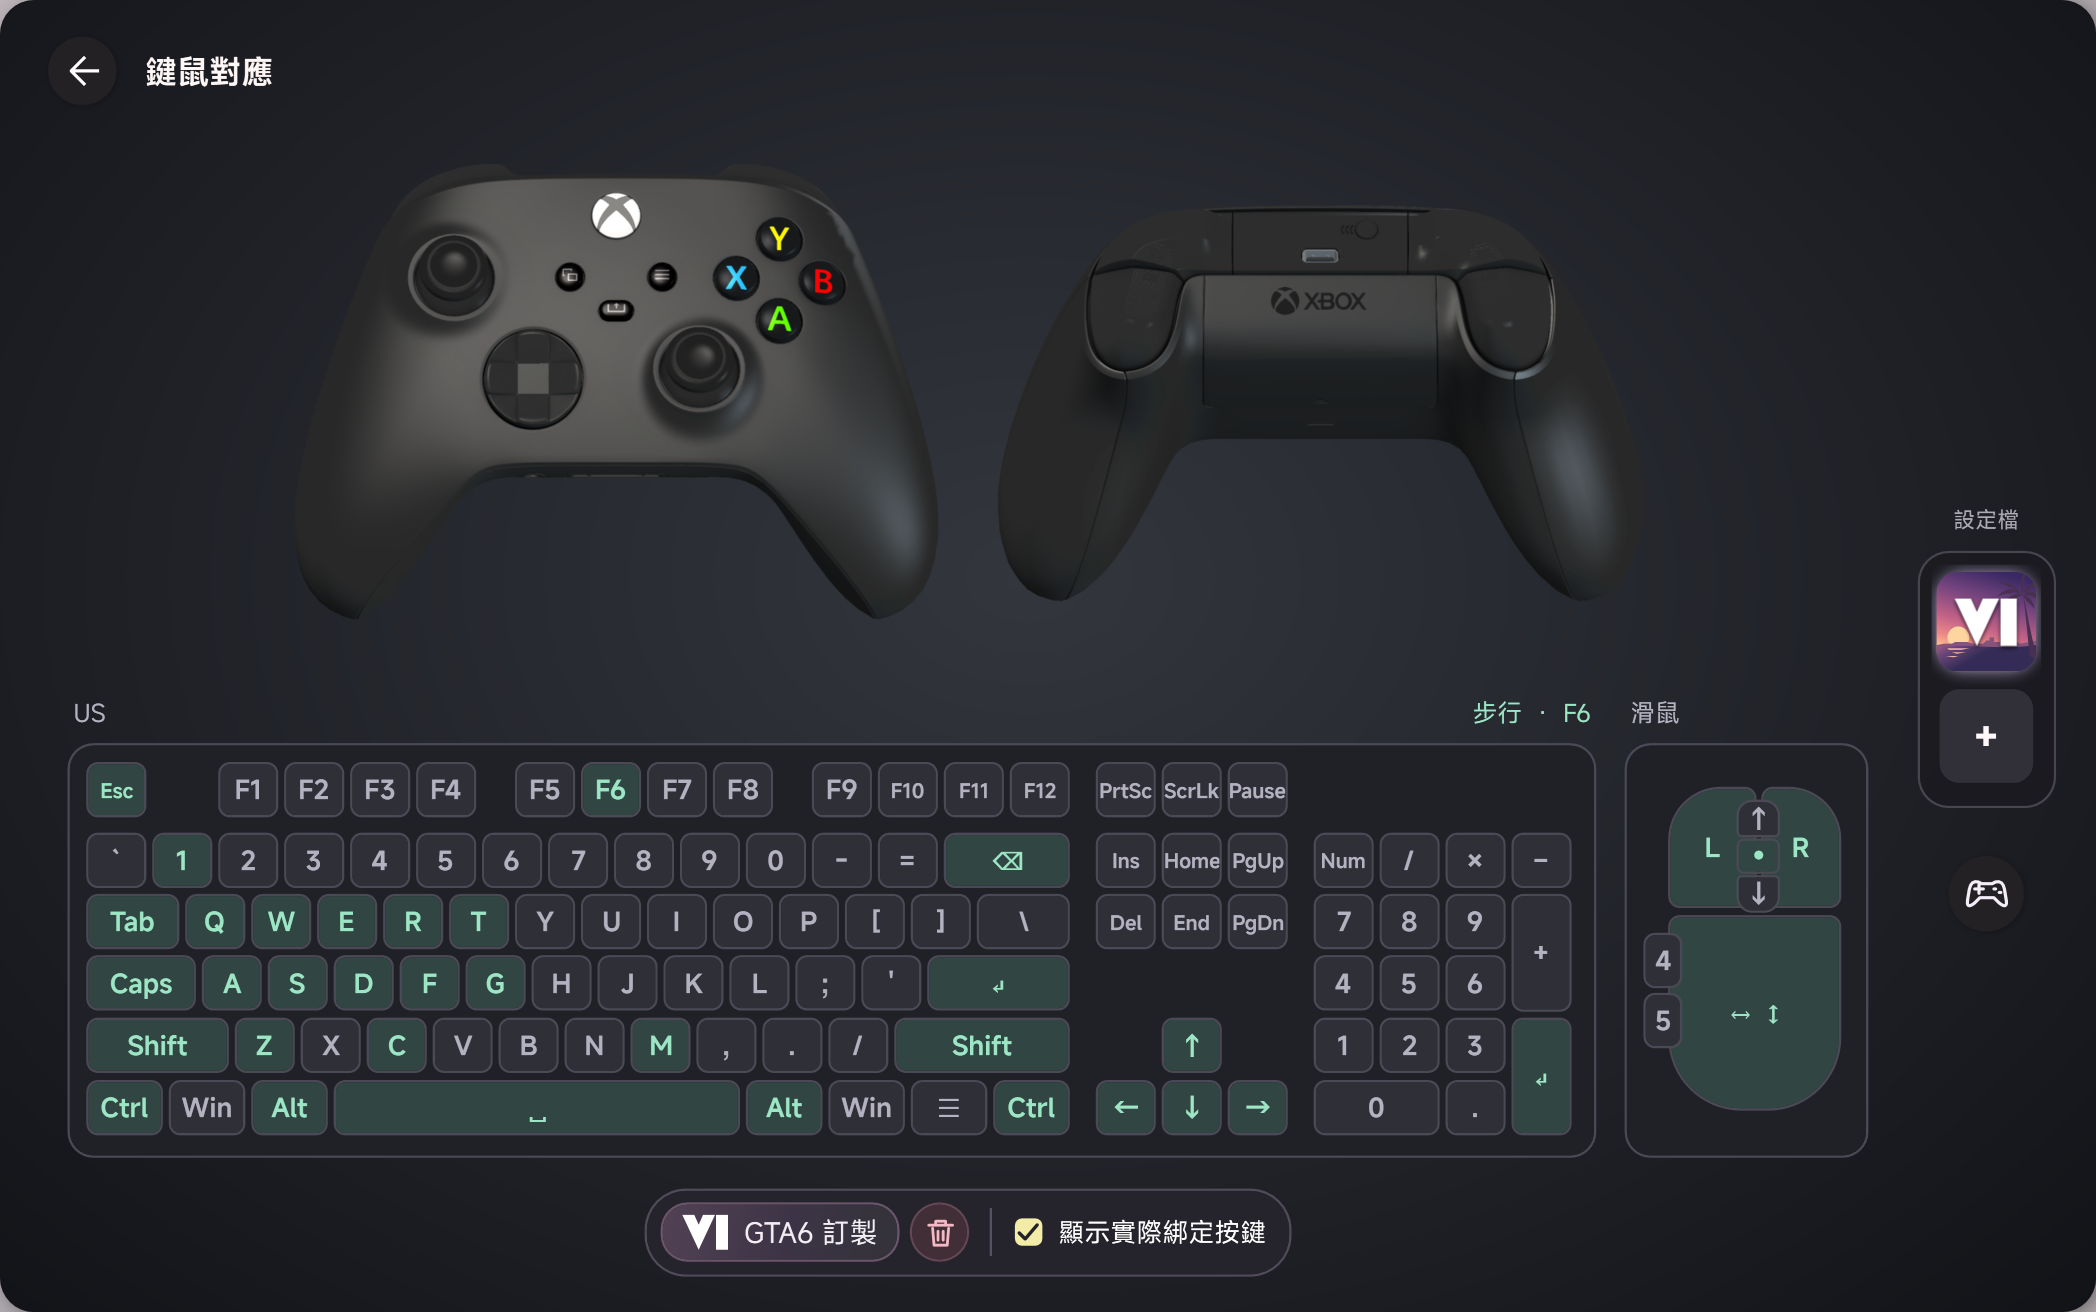 鍵鼠對應
Y
X B
A
XBOX
設定檔
VI
+
US 步行 · F6 滑鼠
Esc F1 F2 F3 F4 F5 F6 F7 F8 F9 F10 F11 F12 PrtSc ScrLk Pause
` 1 2 3 4 5 6 7 8 9 0 - = ⌫ Ins Home PgUp Num / × −
Tab Q W E R T Y U I O P [ ] \ Del End PgDn 7 8 9 +
Caps A S D F G H J K L ; ' ↵ 4 5 6
Shift Z X C V B N M , . / Shift ↑ 1 2 3 ↵
Ctrl Win Alt ⎵ Alt Win ☰ Ctrl ← ↓ → 0 .
↑
L • R
↓
4
↔ ↕
5
VI GTA6 訂製 顯示實際綁定按鍵